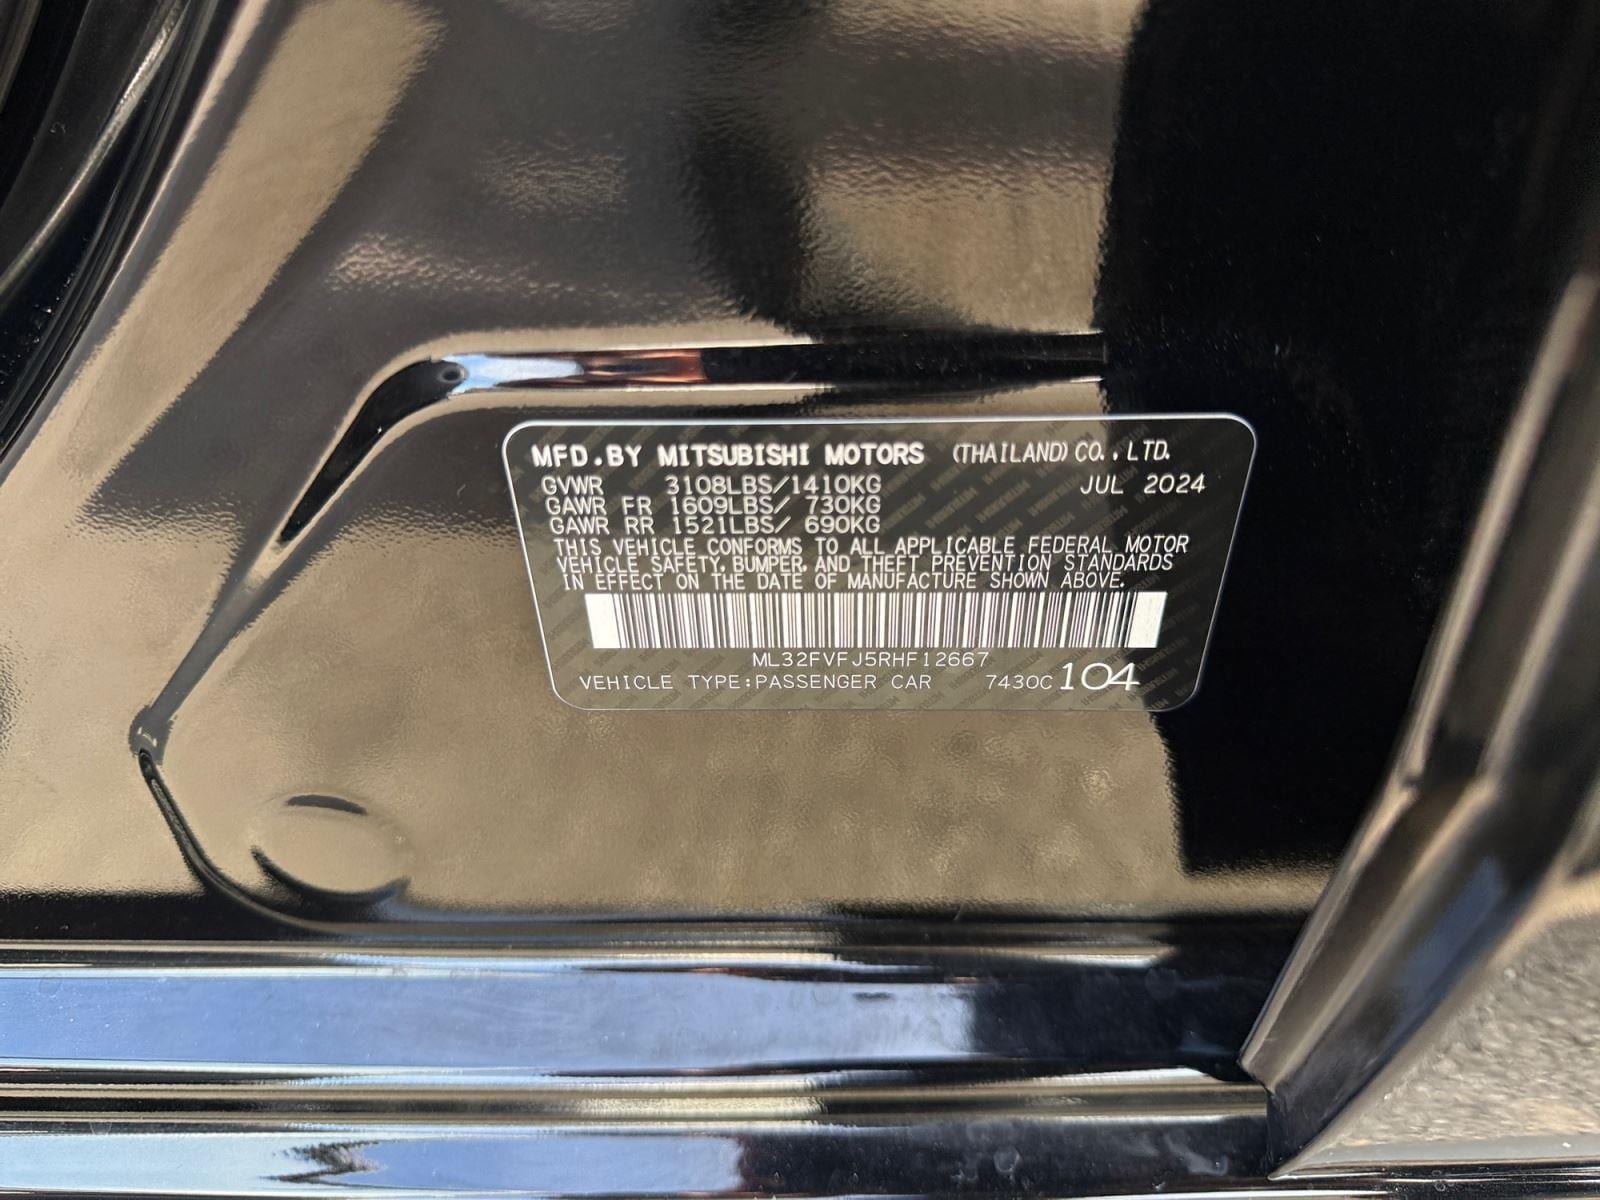 MFD.BY MITSUBISHI MOTORS (THAILAND) CO., LTD.
GVWR 3108LBS/1410KG JUL 2024
GAWR FR 1609LBS/ 730KG
GAWR RR 1521LBS/ 690KG
THIS VEHICLE CONFORMS TO ALL APPLICABLE FEDERAL MOTOR
VEHICLE SAFETY, BUMPER, AND THEFT PREVENTION STANDARDS
IN EFFECT ON THE DATE OF MANUFACTURE SHOWN ABOVE.
ML32FVFJ5RHF12667
VEHICLE TYPE:PASSENGER CAR 7430C 104